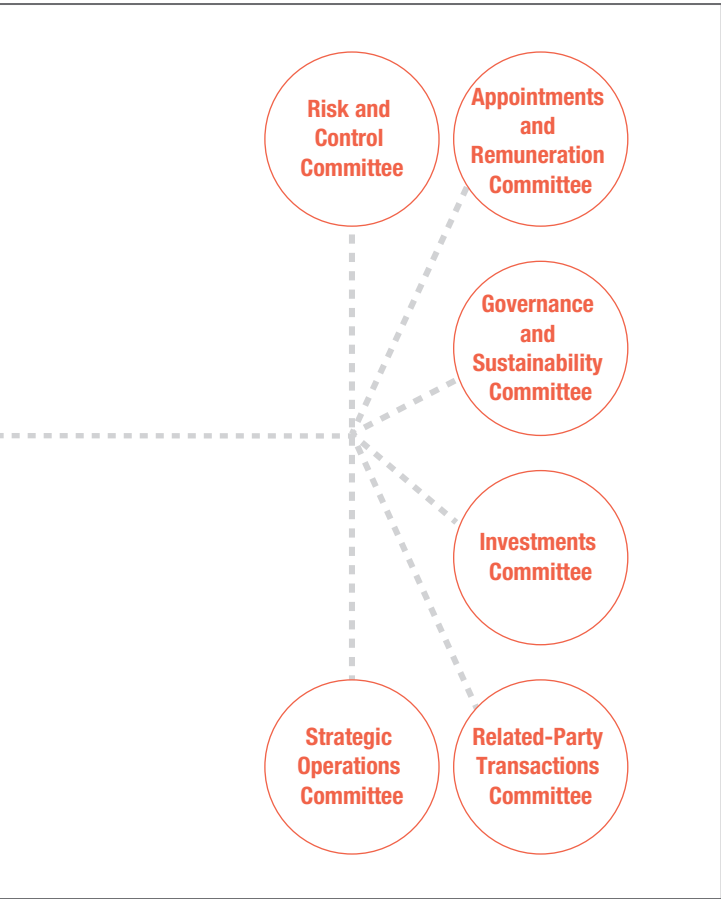 Risk and
Control
Committee
Appointments
and
Remuneration
Committee
Governance
and
Sustainability
Committee
Investments
Committee
Strategic
Operations
Committee
Related-Party
Transactions
Committee